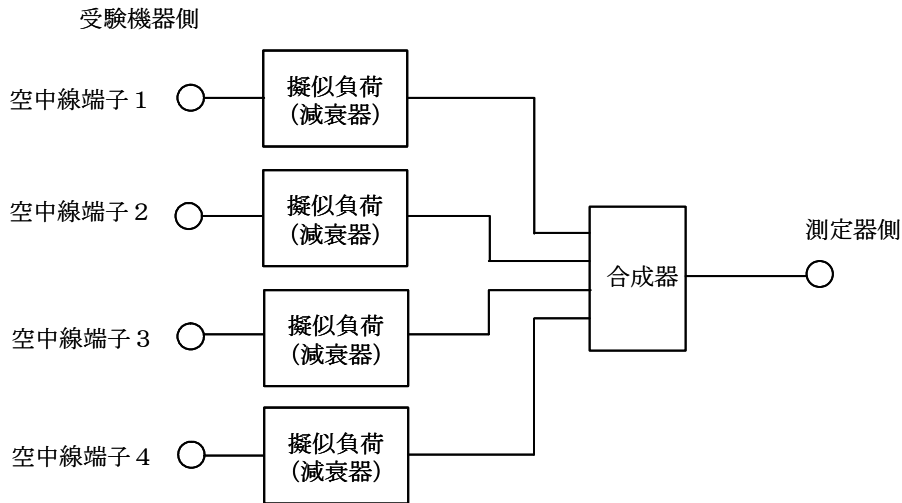 受験機器側
空中線端子１
擬似負荷
(減衰器)
空中線端子２
擬似負荷
(減衰器)
測定器側
合成器
空中線端子３
擬似負荷
(減衰器)
空中線端子４
擬似負荷
(減衰器)